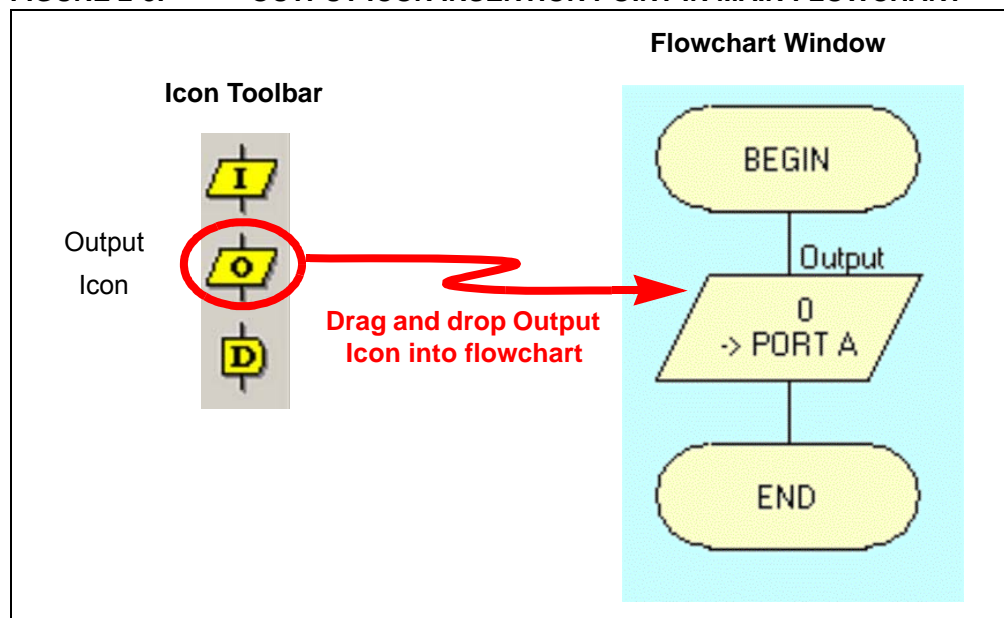 Flowchart Window
Icon Toolbar
I
Output
Icon
O
D
Drag and drop Output
Icon into flowchart
BEGIN
Output
0
-> PORT A
END